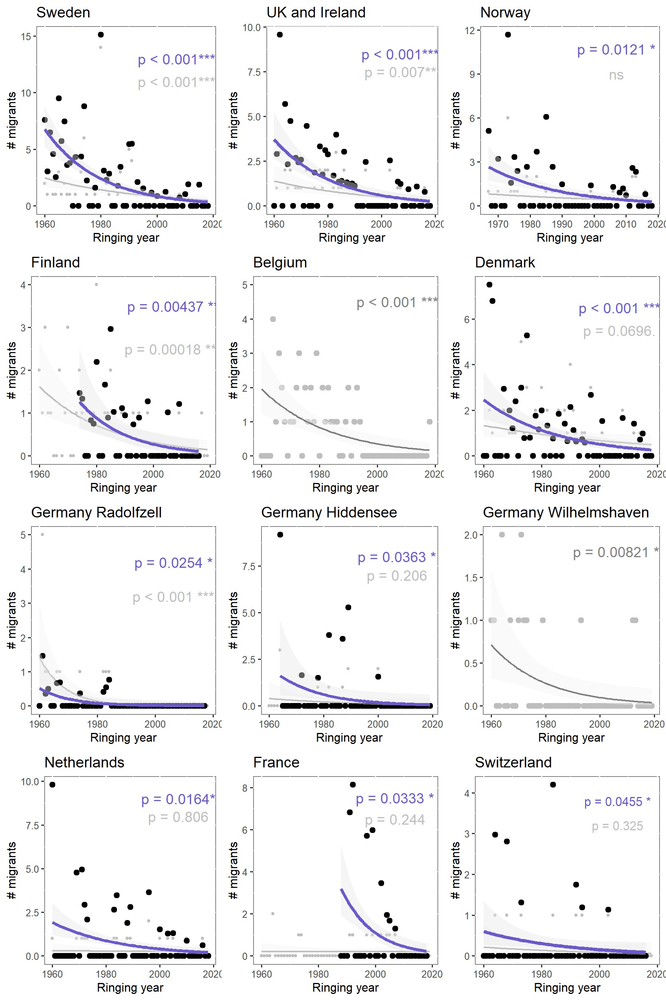 Sweden
p < 0.001***
p < 0.001***
15
10
5
0
# migrants
1960
1980
2000
2020
Ringing year
UK and Ireland
p < 0.001***
p = 0.007**
10.0
7.5
5.0
2.5
0.0
# migrants
1960
1980
2000
2020
Ringing year
Norway
p = 0.0121 *
ns
12
9
6
3
0
# migrants
1970
1980
1990
2000
2010
2020
Ringing year
Finland
p = 0.00437 **
p = 0.00018 **
4
3
2
1
0
# migrants
1960
1980
2000
2020
Ringing year
Belgium
p < 0.001 ***
5
4
3
2
1
0
# migrants
1960
1980
2000
2020
Ringing year
Denmark
p < 0.001 ***
p = 0.0696.
6
4
2
0
# migrants
1960
1980
2000
2020
Ringing year
Germany Radolfzell
p = 0.0254 *
p < 0.001 ***
5
4
3
2
1
0
# migrants
1960
1980
2000
2020
Ringing year
Germany Hiddensee
p = 0.0363 *
p = 0.206
7.5
5.0
2.5
0.0
# migrants
1960
1980
2000
2020
Ringing year
Germany Wilhelmshaven
p = 0.00821 *
2.0
1.5
1.0
0.5
0.0
# migrants
1960
1980
2000
2020
Ringing year
Netherlands
p = 0.0164*
p = 0.806
10.0
7.5
5.0
2.5
0.0
# migrants
1960
1980
2000
2020
Ringing year
France
p = 0.0333 *
p = 0.244
8
6
4
2
0
# migrants
1960
1980
2000
2020
Ringing year
Switzerland
p = 0.0455 *
p = 0.325
4
3
2
1
0
# migrants
1960
1980
2000
2020
Ringing year